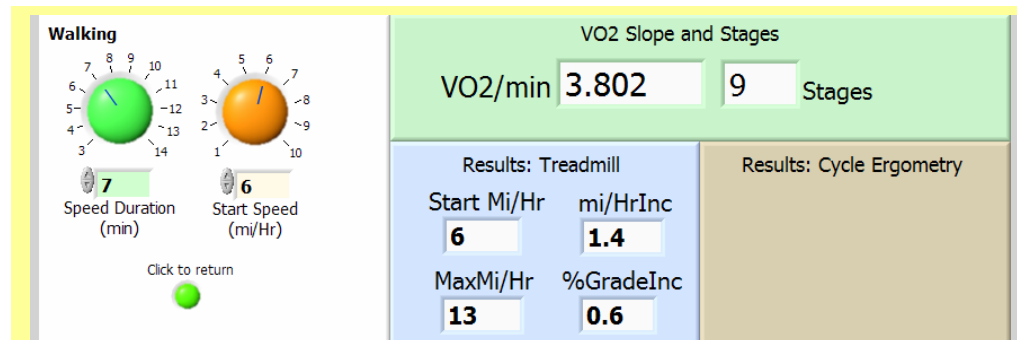 Walking
3 4 5 6 7 8 9 10 11 12 13 14
1 2 3 4 5 6 7 8 9 10
7
6
Speed Duration
(min)
Start Speed
(mi/Hr)
Click to return
VO2 Slope and Stages
VO2/min 3.802 9 Stages
Results: Treadmill
Start Mi/Hr mi/HrInc
6 1.4
MaxMi/Hr %GradeInc
13 0.6
Results: Cycle Ergometry